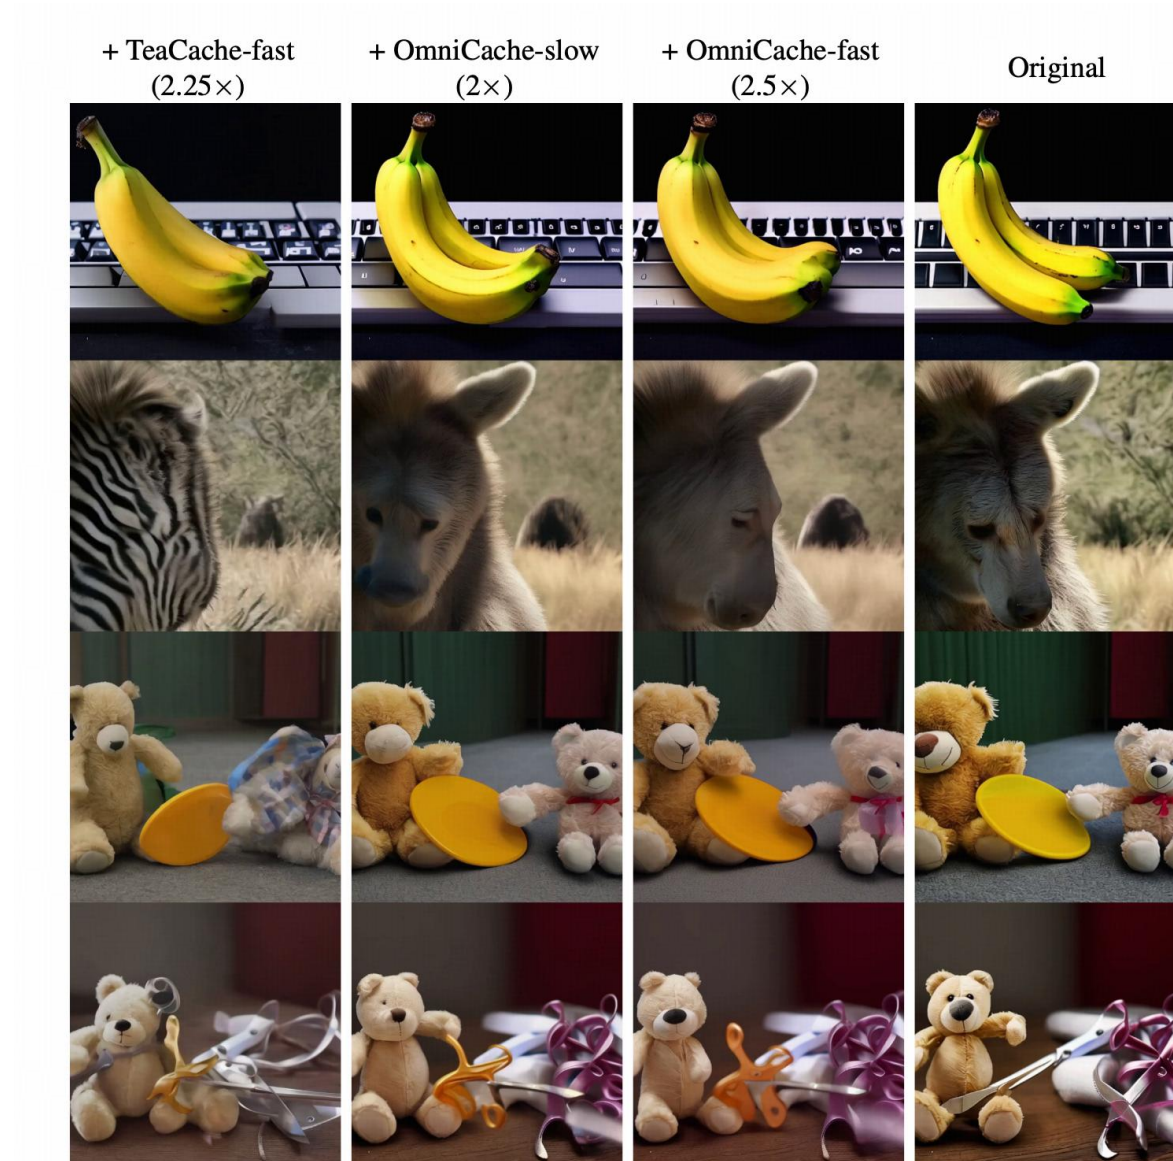 + TeaCache-fast
(2.25×)
+ OmniCache-slow
(2×)
+ OmniCache-fast
(2.5×)
Original